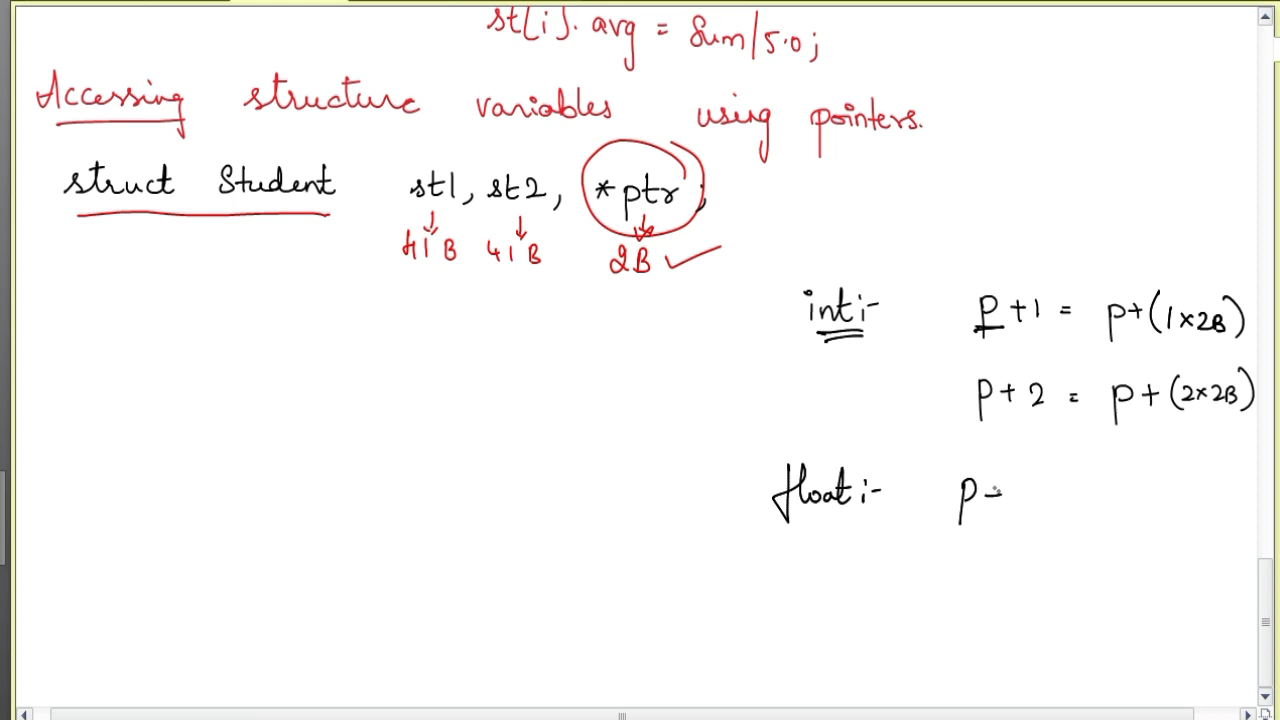 st[i]. avg = Sum/5.0;
Accessing structure variables using pointers.
struct Student st1, st2, *ptr;
41B 41B 2B
int:- p+1 = p+(1×2B)
p+2 = p+(2×2B)
float:- p-